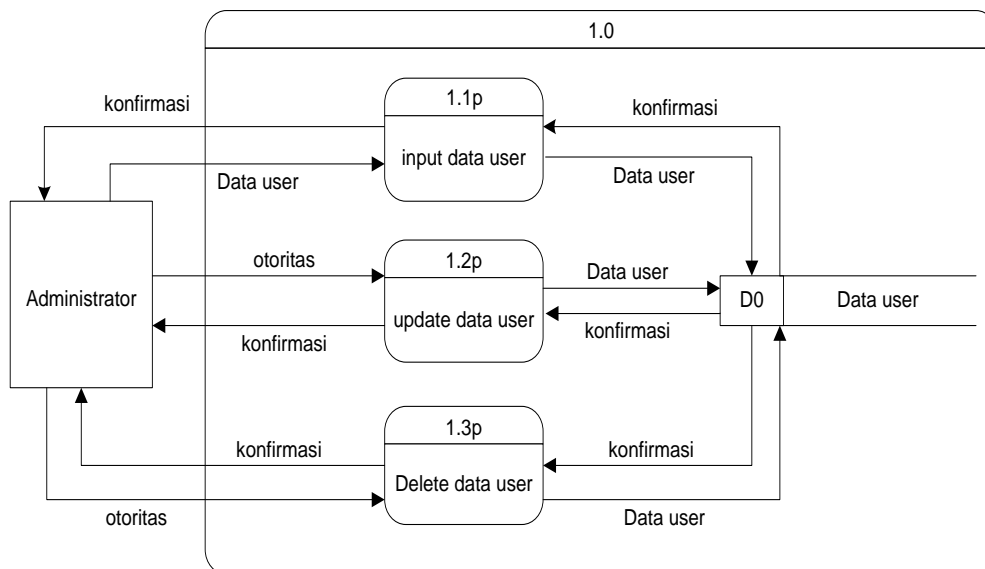 1.0
konfirmasi
1.1p
konfirmasi
input data user
Data user
Data user
otoritas
1.2p
Data user
Administrator
D0
Data user
update data user
konfirmasi
konfirmasi
1.3p
konfirmasi
konfirmasi
Delete data user
otoritas
Data user